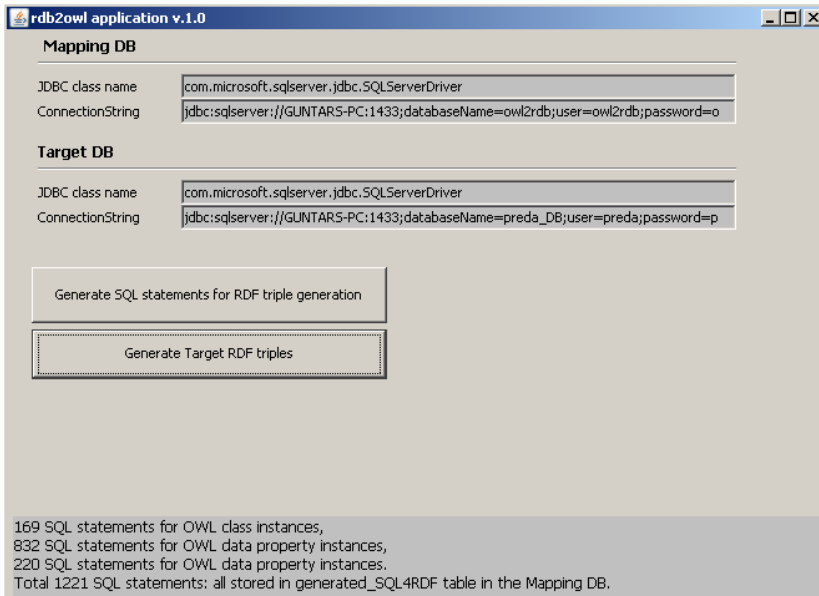 rdb2owl application v.1.0
Mapping DB
JDBC class name com.microsoft.sqlserver.jdbc.SQLServerDriver
ConnectionString jdbc:sqlserver://GUNTARS-PC:1433;databaseName=owl2rdb;user=owl2rdb;password=o
Target DB
JDBC class name com.microsoft.sqlserver.jdbc.SQLServerDriver
ConnectionString jdbc:sqlserver://GUNTARS-PC:1433;databaseName=preda_DB;user=preda;password=p
Generate SQL statements for RDF triple generation
Generate Target RDF triples
169 SQL statements for OWL class instances,
832 SQL statements for OWL data property instances,
220 SQL statements for OWL data property instances.
Total 1221 SQL statements: all stored in generated_SQL4RDF table in the Mapping DB.